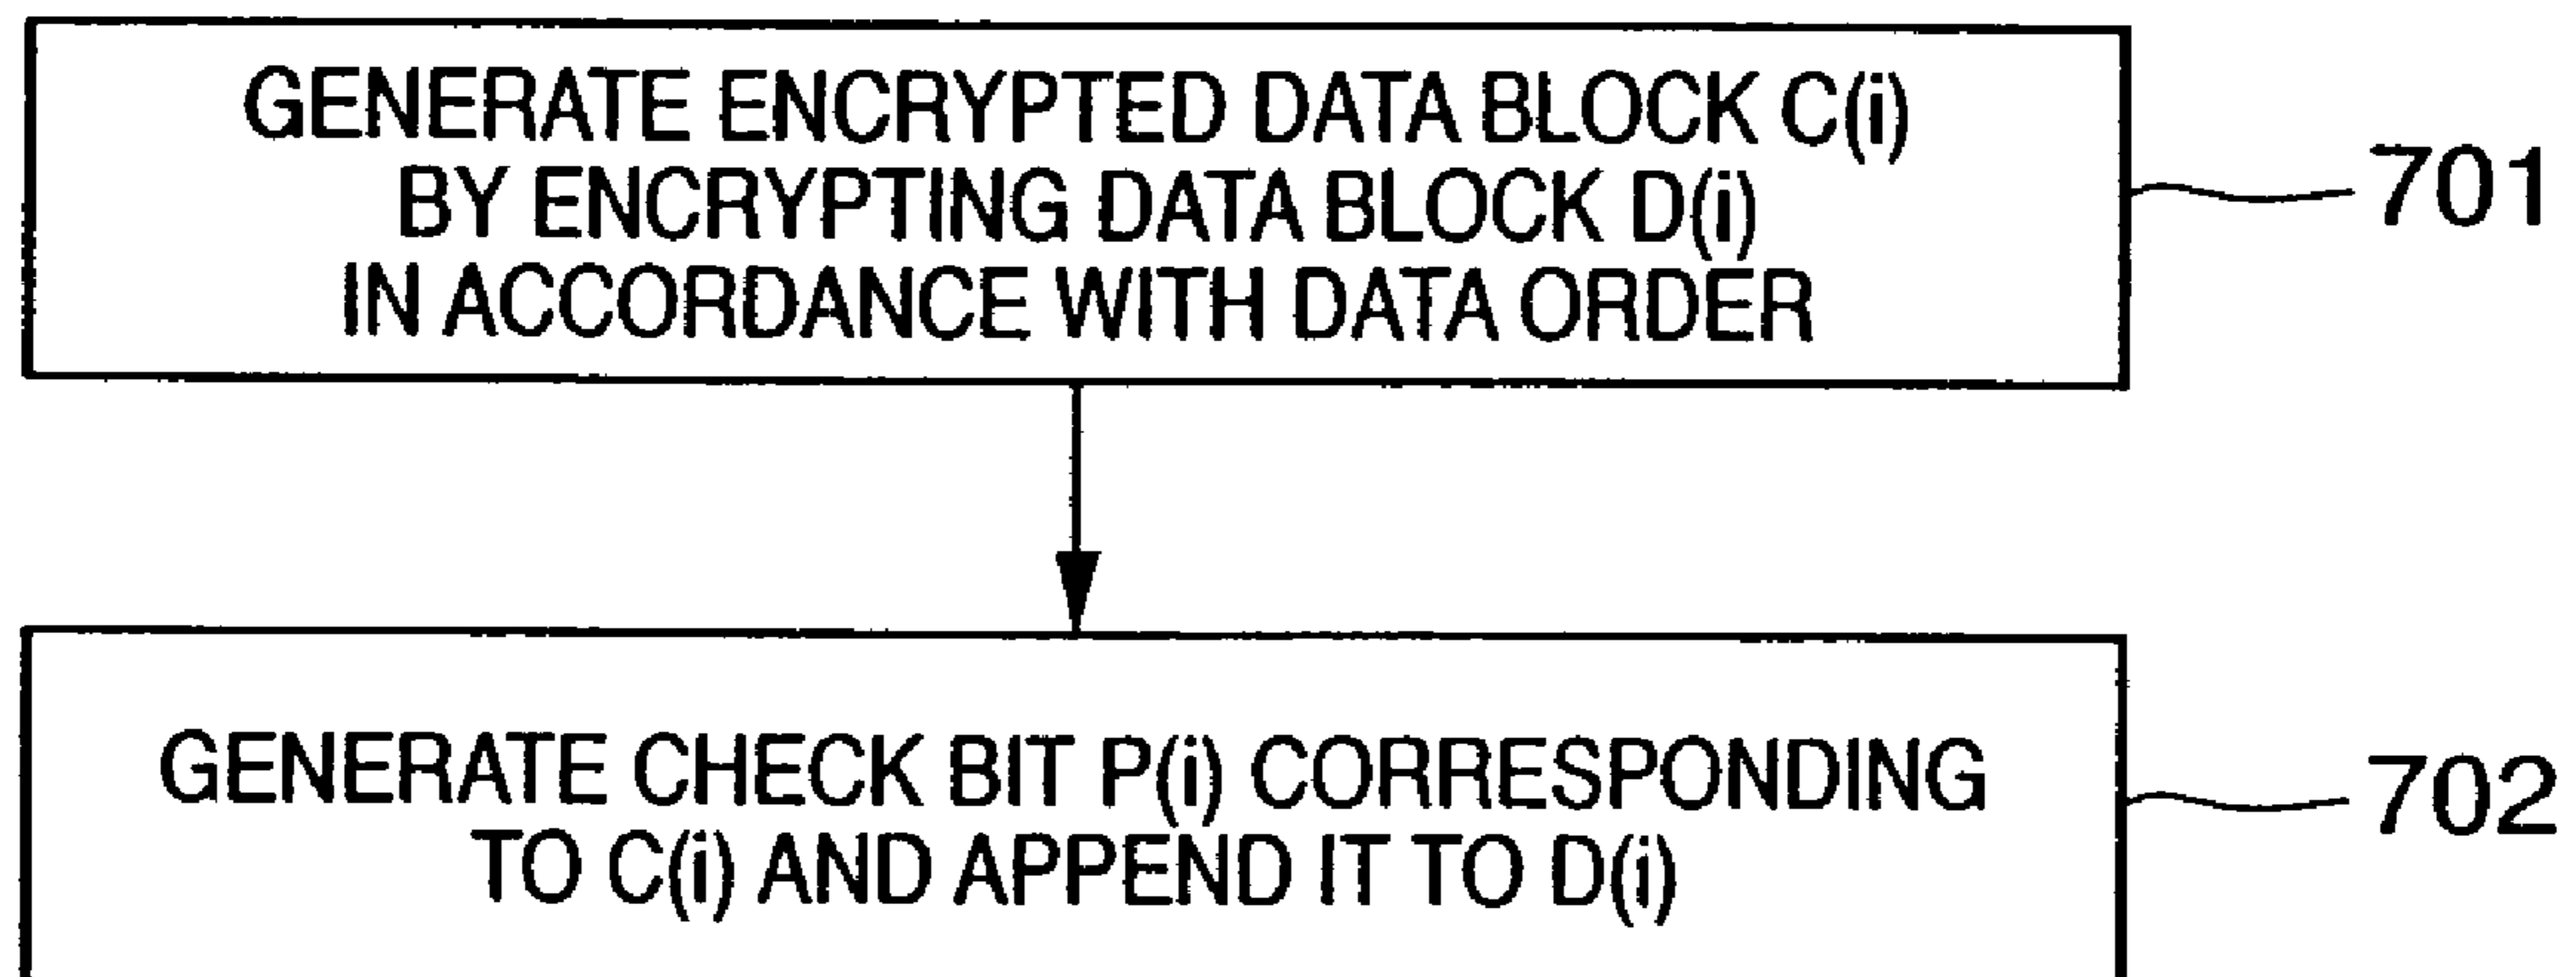 GENERATE ENCRYPTED DATA BLOCK C(i)
BY ENCRYPTING DATA BLOCK D(i)
IN ACCORDANCE WITH DATA ORDER
701
GENERATE CHECK BIT P(i) CORRESPONDING
TO C(i) AND APPEND IT TO D(i)
702